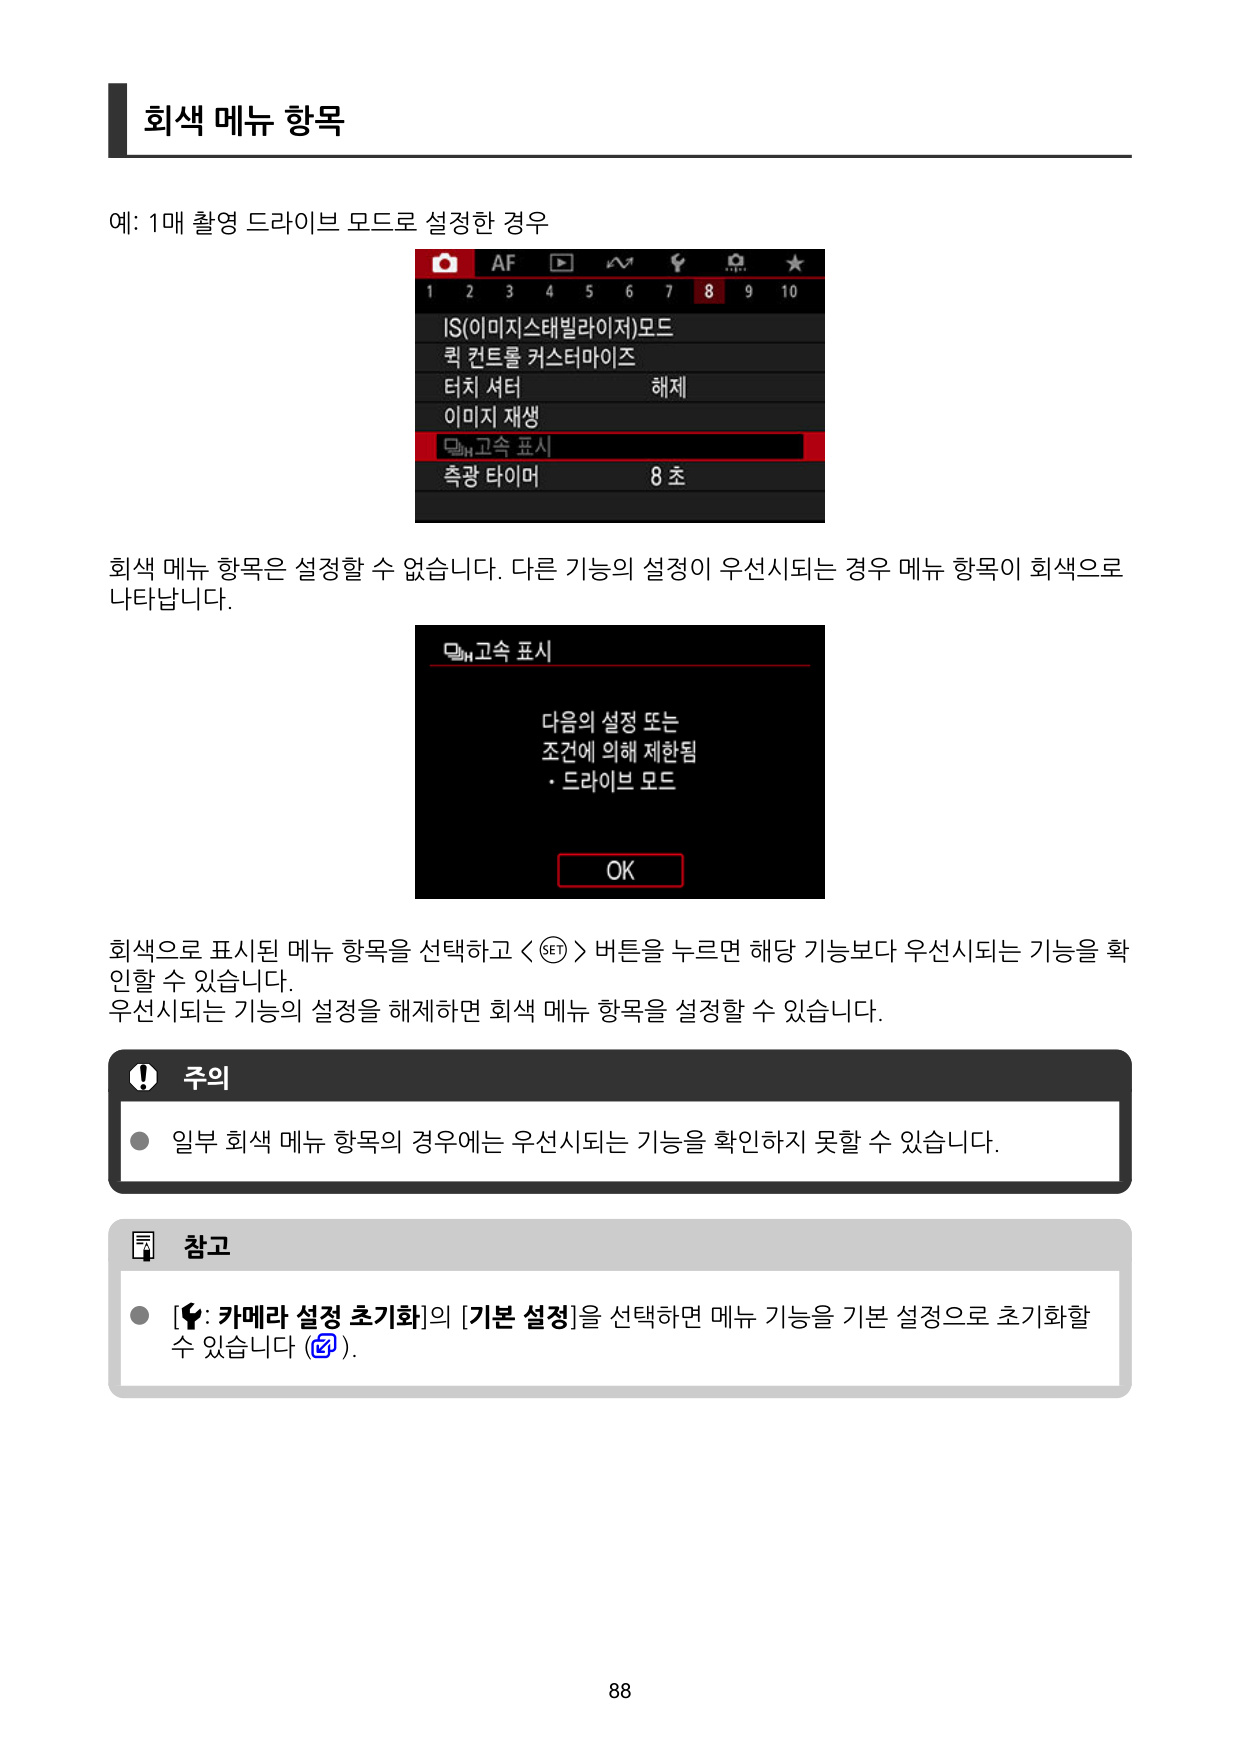 회색 메뉴 항목
예: 1매 촬영 드라이브 모드로 설정한 경우
AF
1 2 3 4 5 6 7 8 9 10
IS(이미지스태빌라이저)모드
퀵 컨트롤 커스터마이즈
터치 셔터 해제
이미지 재생
H고속 표시
측광 타이머 8 초
회색 메뉴 항목은 설정할 수 없습니다. 다른 기능의 설정이 우선시되는 경우 메뉴 항목이 회색으로
나타납니다.
H고속 표시
다음의 설정 또는
조건에 의해 제한됨
・드라이브 모드
OK
회색으로 표시된 메뉴 항목을 선택하고 < SET > 버튼을 누르면 해당 기능보다 우선시되는 기능을 확
인할 수 있습니다.
우선시되는 기능의 설정을 해제하면 회색 메뉴 항목을 설정할 수 있습니다.
주의
● 일부 회색 메뉴 항목의 경우에는 우선시되는 기능을 확인하지 못할 수 있습니다.
참고
● [: 카메라 설정 초기화]의 [기본 설정]을 선택하면 메뉴 기능을 기본 설정으로 초기화할
수 있습니다 ().
88